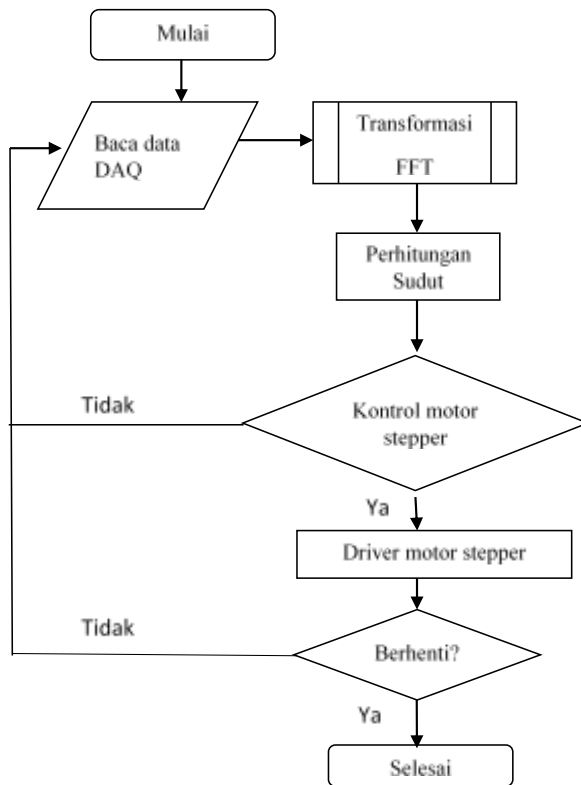 Mulai
Baca data
DAQ
Transformasi
FFT
Perhitungan
Sudut
Tidak
Kontrol motor
stepper
Ya
Driver motor stepper
Tidak
Berhenti?
Ya
Selesai